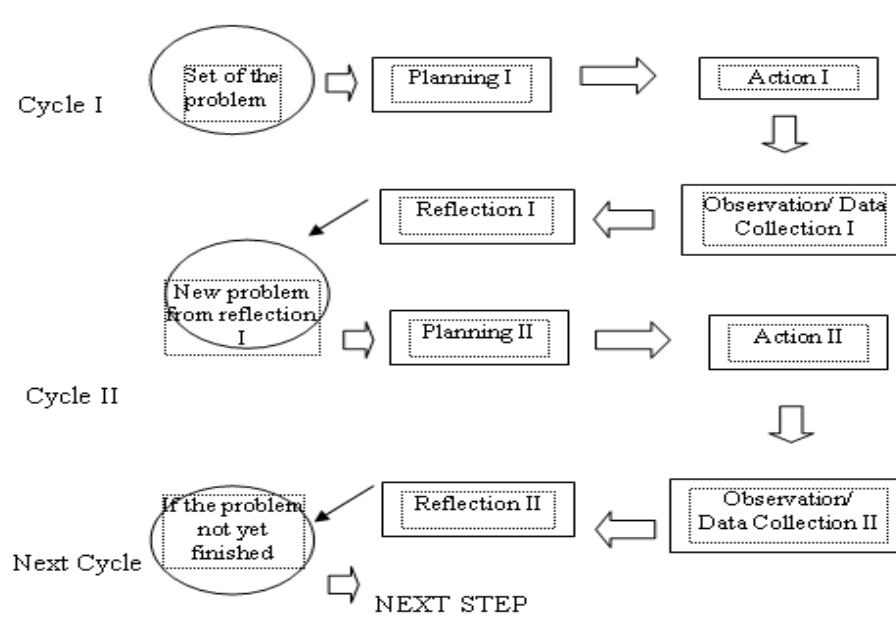 Set of the
problem
Planning I
Action I
Cycle I
Reflection I
Observation/ Data
Collection I
New problem
from reflection
I
Planning II
Action II
Cycle II
If the problem
not yet
finished
Reflection II
Observation/
Data Collection II
Next Cycle
NEXT STEP